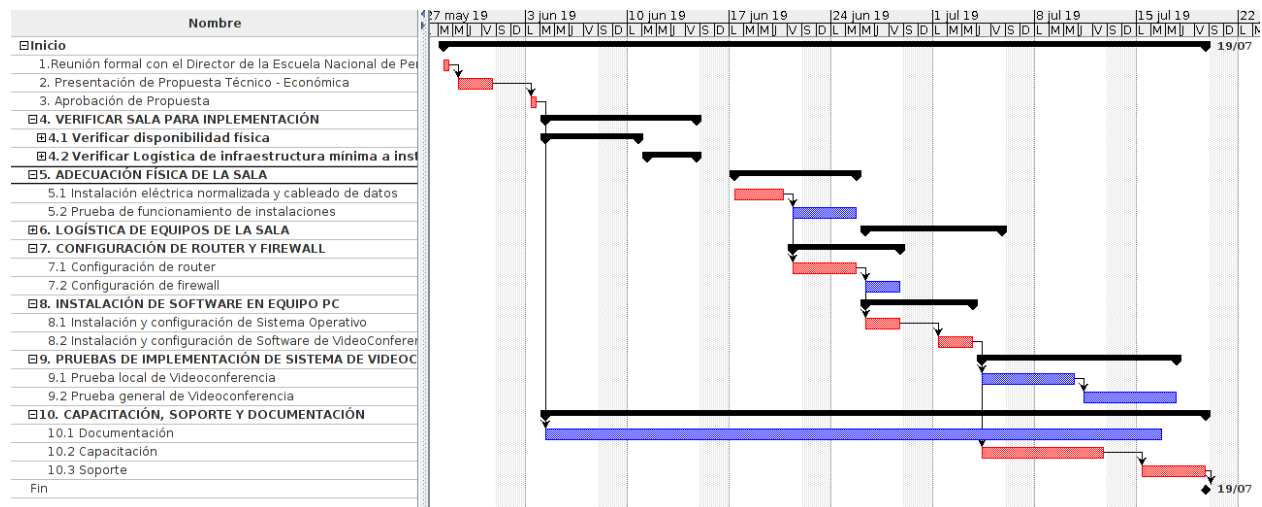 Nombre
27 may 19 3 jun 19 10 jun 19 17 jun 19 24 jun 19 1 jul 19 8 jul 19 15 jul 19 22
M M J V S D L M M J V S D L M M J V S D L M M J V S D L M M J V S D L M M J V S D L M M J V S D L M M J V S D L M
Inicio 19/07
1.Reunión formal con el Director de la Escuela Nacional de
2. Presentación de Propuesta Técnico - Económica
3. Aprobación de Propuesta
4. VERIFICAR SALA PARA INPLEMENTACIÓN
4.1 Verificar disponibilidad física
4.2 Verificar Logística de infraestructura mínima a inst
5. ADECUACIÓN FÍSICA DE LA SALA
5.1 Instalación eléctrica normalizada y cableado de datos
5.2 Prueba de funcionamiento de instalaciones
6. LOGÍSTICA DE EQUIPOS DE LA SALA
7. CONFIGURACIÓN DE ROUTER Y FIREWALL
7.1 Configuración de router
7.2 Configuración de firewall
8. INSTALACIÓN DE SOFTWARE EN EQUIPO PC
8.1 Instalación y configuración de Sistema Operativo
8.2 Instalación y configuración de Software de VideoConferer
9. PRUEBAS DE IMPLEMENTACIÓN DE SISTEMA DE VIDEOC
9.1 Prueba local de Videoconferencia
9.2 Prueba general de Videoconferencia
10. CAPACITACIÓN, SOPORTE Y DOCUMENTACIÓN
10.1 Documentación
10.2 Capacitación
10.3 Soporte
Fin 19/07